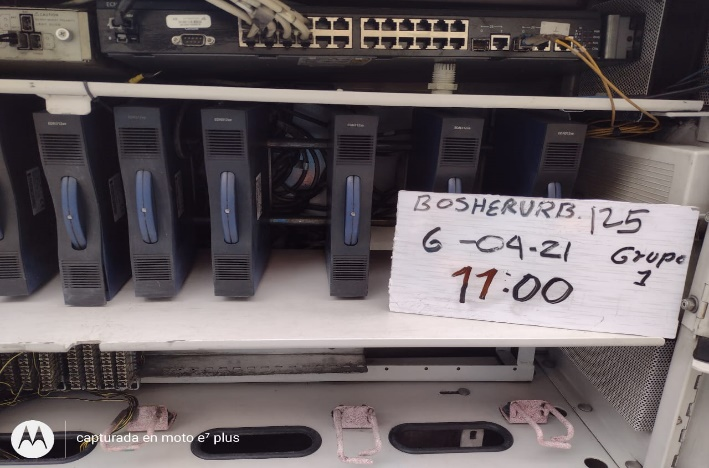 BOSHERURB.125
6-04-21 Grupo
1
11:00
capturada en moto e⁷ plus